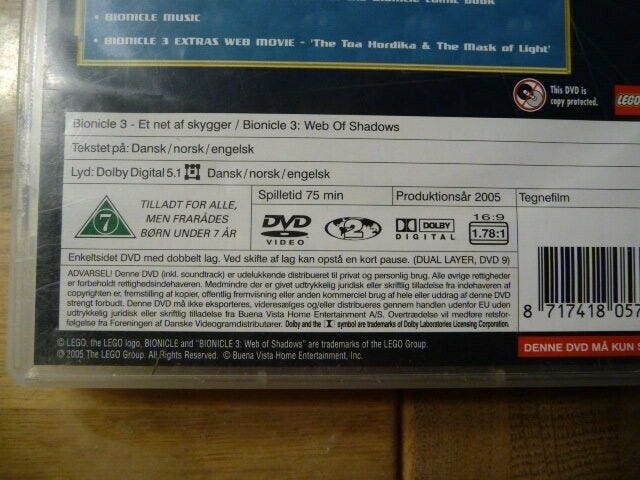 BIONICLE COMIC BOOK
• BIONICLE MUSIC
• BIONICLE 3 EXTRAS WEB MOVIE - 'The Toa Hordika & The Mask of Light'
This DVD is
copy protected.
LEGO
Bionicle 3 - Et net af skygger / Bionicle 3: Web Of Shadows
Tekstet på: Dansk/norsk/engelsk
Lyd: Dolby Digital 5.1 Dansk/norsk/engelsk
7
TILLADT FOR ALLE,
MEN FRARÅDES
BØRN UNDER 7 ÅR
Spilletid 75 min
Produktionsår 2005
Tegnefilm
DVD
VIDEO
2
DOLBY
DIGITAL
16:9
1.78:1
Enkeltsidet DVD med dobbelt lag. Ved skifte af lag kan opstå en kort pause. (DUAL LAYER, DVD 9)
ADVARSEL! Denne DVD (inkl. soundtrack) er udelukkende distribueret til privat og personlig brug. Alle øvrige rettigheder
er forbeholdt rettighedsindehaveren. Medmindre der er givet udtrykkelig juridisk eller skriftlig tilladelse fra indehaveren af
copyrighten er, fremstilling af kopier, offentlig fremvisning eller anden kommerciel brug af hele eller uddrag af denne DVD
strengt forbudt. Denne DVD må ikke eksporteres, videresælges og/eller distribueres gennem handlen udenfor EU uden
udtrykkelig juridisk eller skriftlig tilladelse fra Buena Vista Home Entertainment A/S. Overtrædelse vil medføre retsfor-
følgelse fra Foreningen af Danske Videogramdistributører. Dolby and the symbol are trademarks of Dolby Laboratories Licensing Corporation.
8 717418 057
© LEGO, the LEGO logo, BIONICLE and "BIONICLE 3: Web of Shadows" are trademarks of the LEGO Group.
© 2005 The LEGO Group. All Rights Reserved. © Buena Vista Home Entertainment, Inc.
DENNE DVD MÅ KUN S